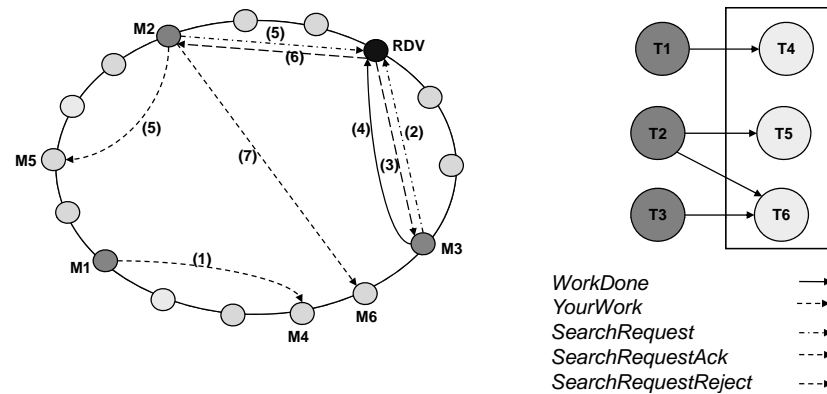 M2
(5)
RDV
(6)
(4)
(2)
(5)
(7)
(3)
M5
M3
M1
(1)
M6
M4
T1
T4
T2
T5
T3
T6
WorkDone
YourWork
SearchRequest
SearchRequestAck
SearchRequestReject